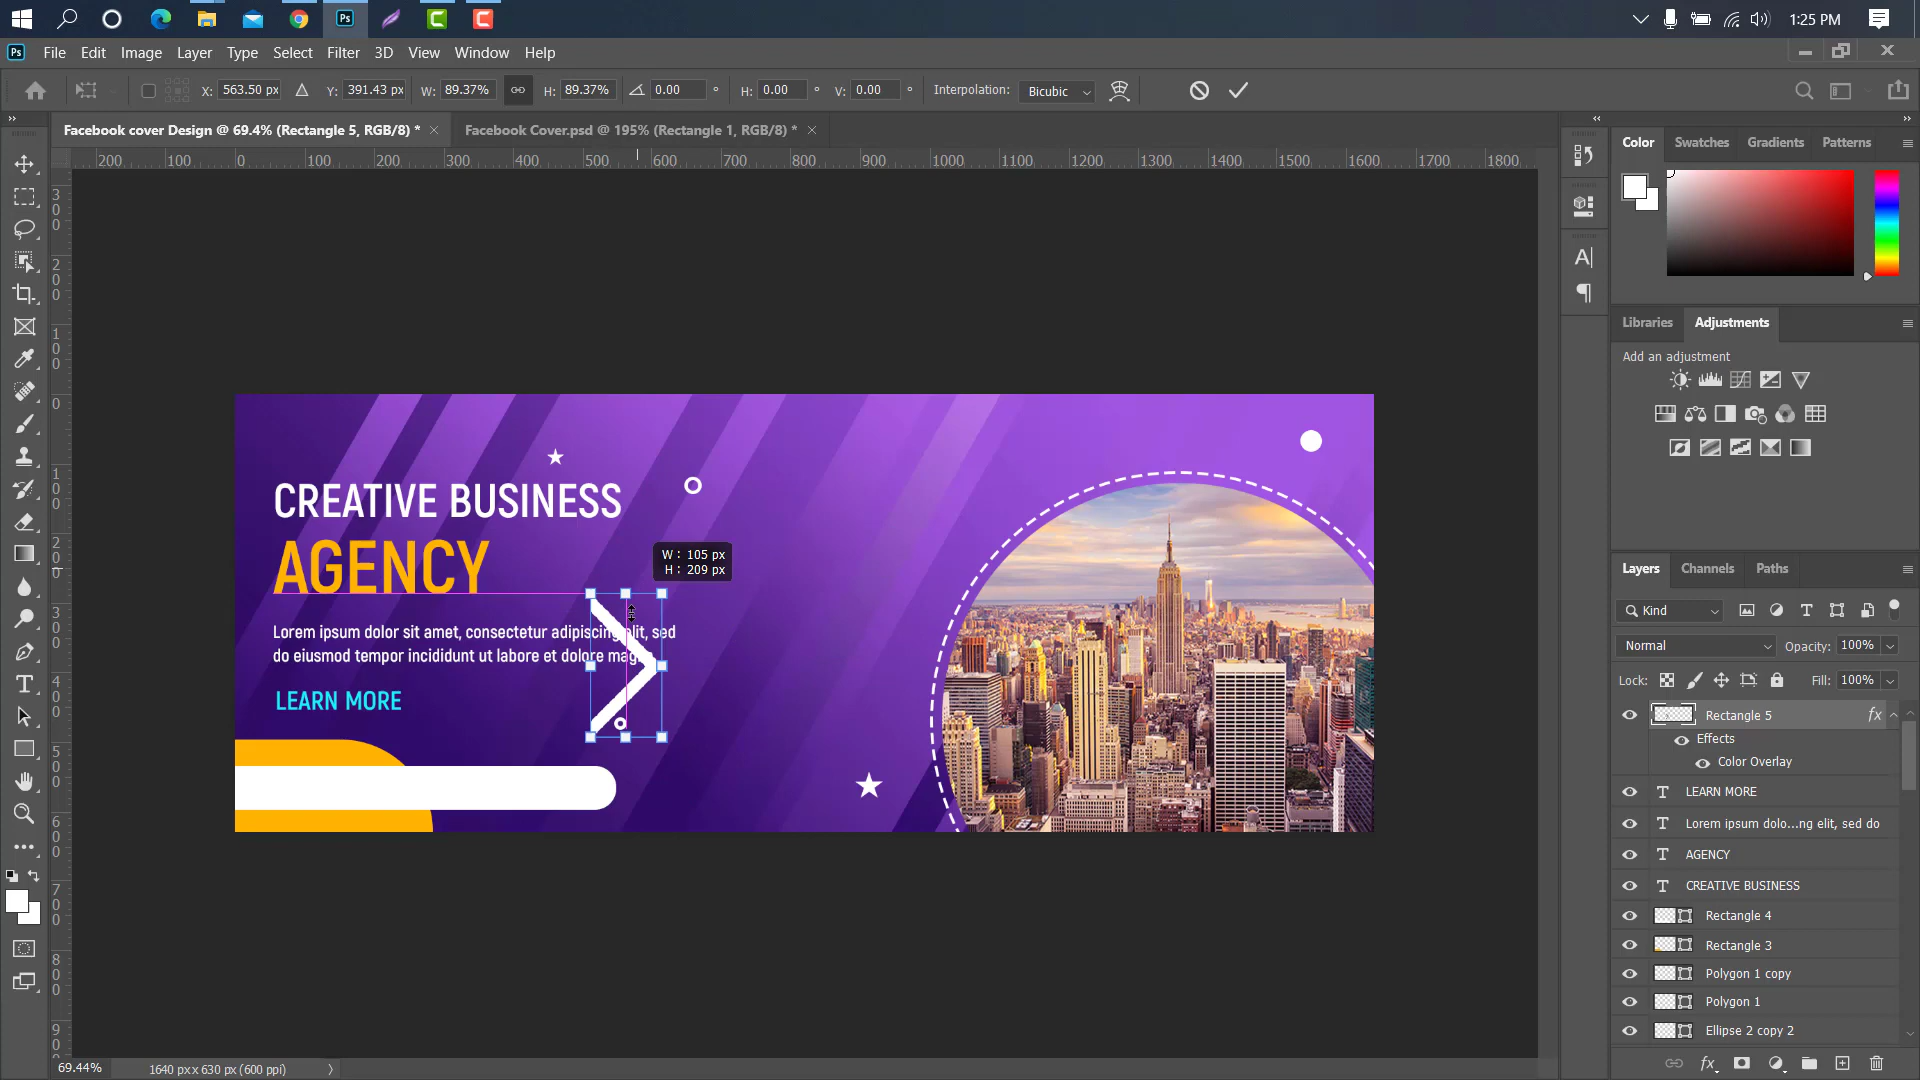 1:25 PM
Ps File Edit Image Layer Type Select Filter 3D View Window Help
X: 563.50 px Y: 391.43 px W: 89.37% H: 89.37% 0.00 ° H: 0.00 ° V: 0.00 ° Interpolation: Bicubic
Facebook cover Design @ 69.4% (Rectangle 5, RGB/8) * × Facebook Cover.psd @ 195% (Rectangle 1, RGB/8) * ×
200 100 0 100 200 300 400 500 600 700 800 900 1000 1100 1200 1300 1400 1500 1600 1700 1800
Color Swatches Gradients Patterns
Libraries Adjustments
Add an adjustment
CREATIVE BUSINESS
AGENCY
W : 105 px
H : 209 px
Lorem ipsum dolor sit amet, consectetur adipiscing elit, sed
do eiusmod tempor incididunt ut labore et dolore magna
LEARN MORE
Layers Channels Paths
Kind
Normal Opacity: 100%
Lock: Fill: 100%
Rectangle 5 fx
Effects
Color Overlay
T LEARN MORE
T Lorem ipsum dolo...ng elit, sed do
T AGENCY
T CREATIVE BUSINESS
Rectangle 4
Rectangle 3
Polygon 1 copy
Polygon 1
Ellipse 2 copy 2
69.44% 1640 px x 630 px (600 ppi)